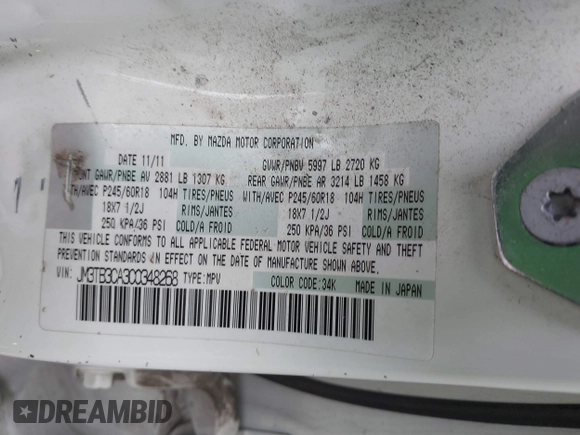 MFD. BY MAZDA MOTOR CORPORATION
DATE 11/11 GVWR/PNBV 5997 LB 2720 KG
FRONT GAWR/PNBE AV 2881 LB 1307 KG REAR GAWR/PNBE AR 3214 LB 1458 KG
WITH/AVEC P245/60R18 104H TIRES/PNEUS WITH/AVEC P245/60R18 104H TIRES/PNEUS
18X7 1/2J RIMS/JANTES 18X7 1/2J RIMS/JANTES
250 KPA/36 PSI COLD/A FROID 250 KPA/36 PSI COLD/A FROID
THIS VEHICLE CONFORMS TO ALL APPLICABLE FEDERAL MOTOR VEHICLE SAFETY AND THEFT
PREVENTION STANDARDS IN EFFECT ON THE DATE OF MANUFACTURE SHOWN ABOVE.
VIN: JM3TB3CA3C0348268 TYPE: MPV COLOR CODE: 34K MADE IN JAPAN
DREAMBID